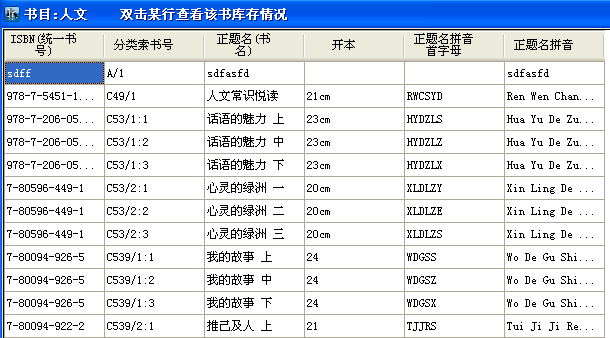 书目:人文 双击某行查看该书库存情况
ISBN(统一书号) 分类索书号 正题名(书名) 开本 正题名拼音首字母 正题名拼音
sdff A/1 sdfasfd sdfasfd
978-7-5451-1... C49/1 人文常识悦读 21cm RWCSYD Ren Wen Chan...
978-7-206-05... C53/1:1 话语的魅力 上 23cm HYDZLS Hua Yu De Zu...
978-7-206-05... C53/1:2 话语的魅力 中 23cm HYDZLZ Hua Yu De Zu...
978-7-206-05... C53/1:3 话语的魅力 下 23cm HYDZLX Hua Yu De Zu...
7-80596-449-1 C53/2:1 心灵的绿洲 一 20cm XLDLZY Xin Ling De ...
7-80596-449-1 C53/2:2 心灵的绿洲 二 20cm XLDLZE Xin Ling De ...
7-80596-449-1 C53/2:3 心灵的绿洲 三 20cm XLDLZS Xin Ling De ...
7-80094-926-5 C539/1:1 我的故事 上 24 WDGSS Wo De Gu Shi...
7-80094-926-5 C539/1:2 我的故事 中 24 WDGSZ Wo De Gu Shi...
7-80094-926-5 C539/1:3 我的故事 下 24 WDGSX Wo De Gu Shi...
7-80094-922-2 C539/2:1 推己及人 上 21 TJJRS Tui Ji Ji Re...